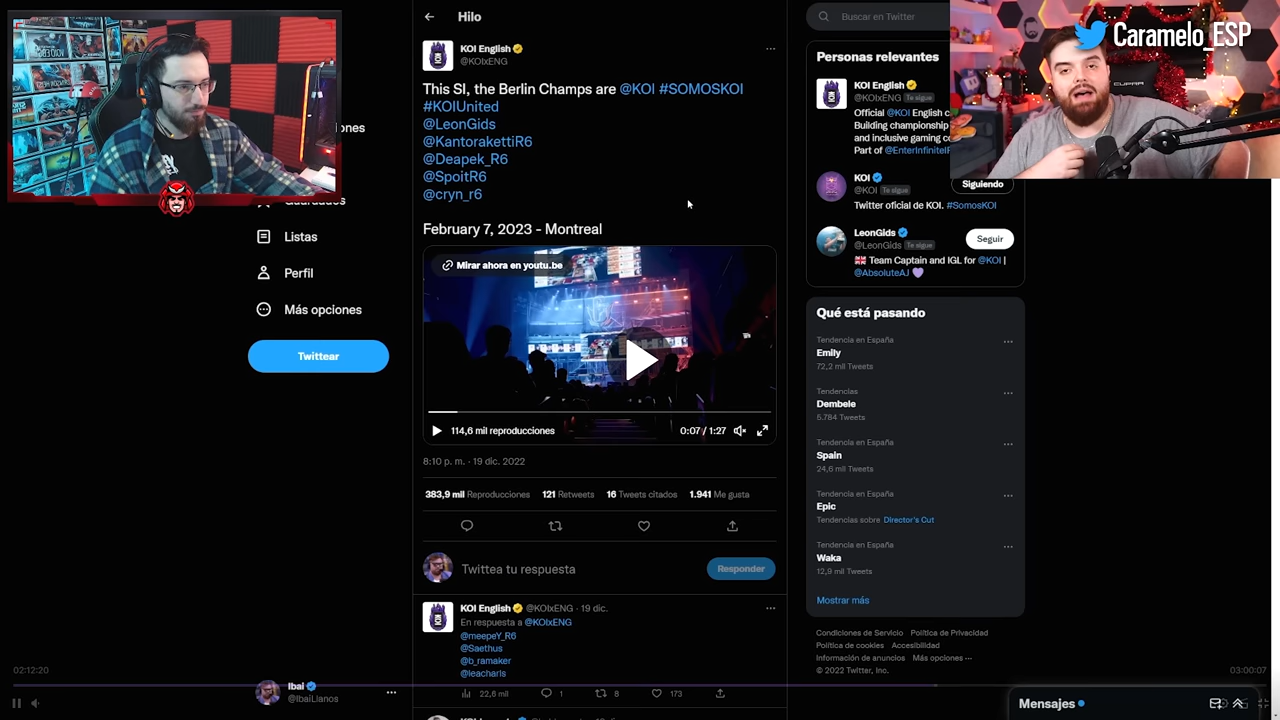 Hilo
KOI English
@KOIxENG
This SI, the Berlin Champs are @KOI #SOMOSKOI
#KOIUnited
@LeonGids
@KantorakettiR6
@Deapek_R6
@SpoitR6
@cryn_r6
February 7, 2023 - Montreal
Mirar ahora en youtu.be
114,6 mil reproducciones
0:07 / 1:27
8:10 p. m. · 19 dic. 2022
383,9 mil Reproducciones 121 Retweets 16 Tweets citados 1.941 Me gusta
Twittea tu respuesta
Responder
KOI English @KOIxENG · 19 dic.
En respuesta a @KOIxENG
@meepeY_R6
@Saethus
@b_ramaker
@leacharls
22,6 mil 1 8 173
Listas
Perfil
Más opciones
Twittear
Ibai
@IbaiLlanos
02:12:20
Buscar en Twitter
Caramelo_ESP
CUPRA
Personas relevantes
KOI English
@KOIxENG Te sigue
Official @KOI English
Building championship
and inclusive gaming
Part of
KOI
@KOI Te sigue
Siguiendo
Twitter oficial de KOI. #SomosKOI
LeonGids
@LeonGids Te sigue
Seguir
Team Captain and IGL for @KOI |
@AbsoluteAJ
Qué está pasando
Tendencia en España
Emily
72,2 mil Tweets
Tendencias
Dembele
5.784 Tweets
Tendencia en España
Spain
24,6 mil Tweets
Tendencia en España
Epic
Tendencias sobre Director's Cut
Tendencia en España
Waka
12,9 mil Tweets
Mostrar más
Condiciones de Servicio Política de Privacidad
Política de cookies Accesibilidad
Información de anuncios Más opciones ···
© 2022 Twitter, Inc.
03:00:07
Mensajes